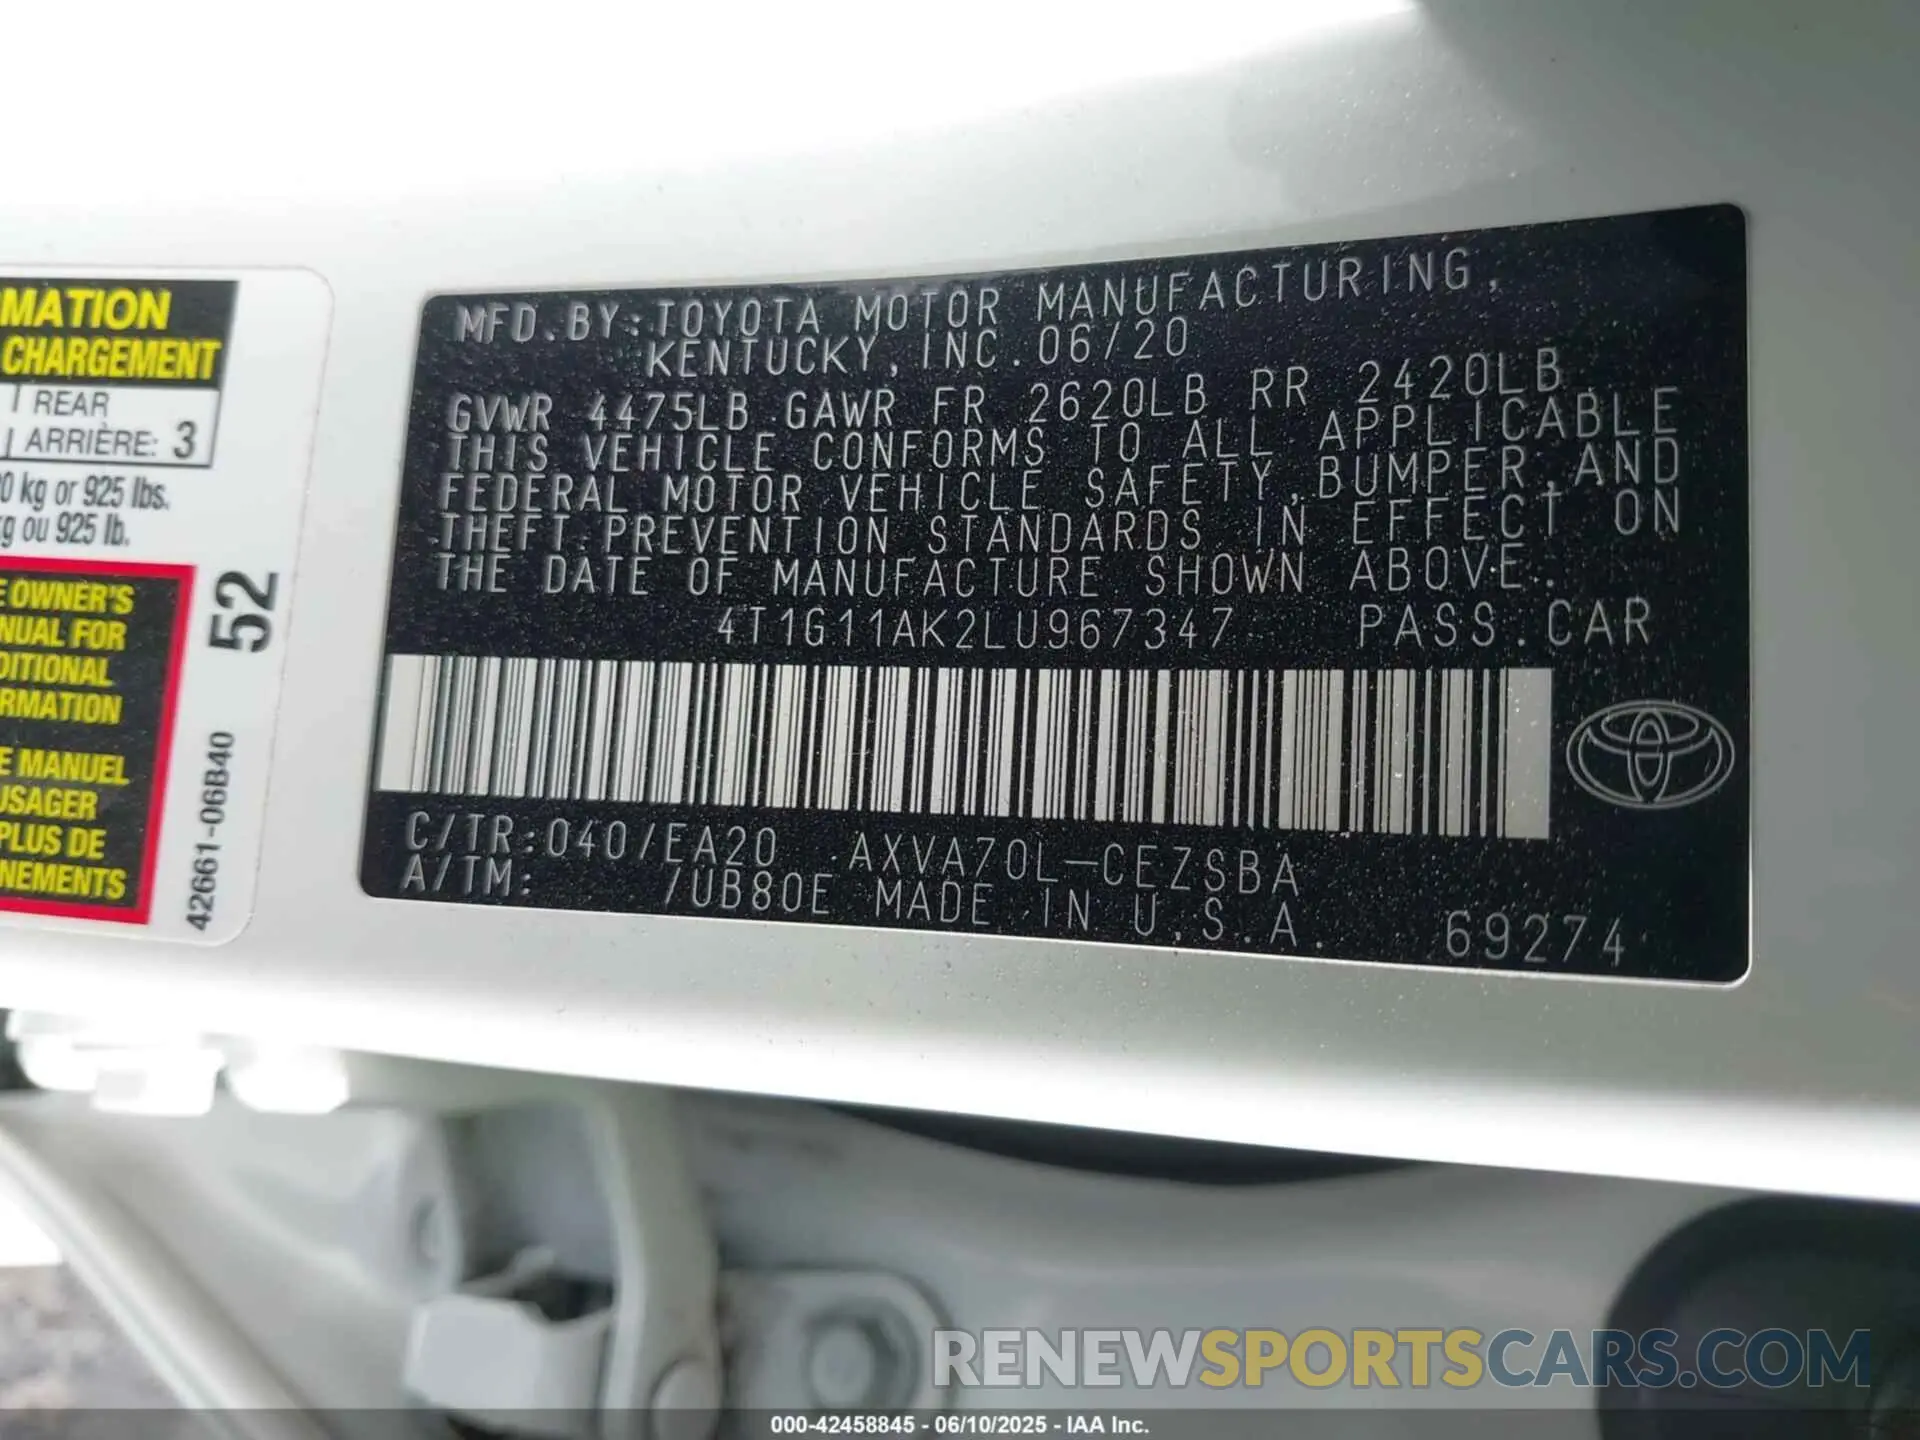 MATION
CHARGEMENT
REAR
ARRIÈRE: 3
0 kg or 925 lbs.
kg ou 925 lb.
E OWNER'S
NUAL FOR
DITIONAL
RMATION
E MANUEL
USAGER
PLUS DE
NEMENTS
52
42661-06B40
MFD. BY: TOYOTA MOTOR MANUFACTURING,
KENTUCKY, INC. 06/20
GVWR 4475LB GAWR FR 2620LB RR 2420LB
THIS VEHICLE CONFORMS TO ALL APPLICABLE
FEDERAL MOTOR VEHICLE SAFETY, BUMPER, AND
THEFT PREVENTION STANDARDS IN EFFECT ON
THE DATE OF MANUFACTURE SHOWN ABOVE.
4T1G11AK2LU967347 PASS. CAR
C/TR: 040/EA20 AXVA70L-CEZSBA
A/TM: /UB80E MADE IN U.S.A. 69274
RENEWSPORTSCARS.COM
000-42458845 - 06/10/2025 - IAA Inc.